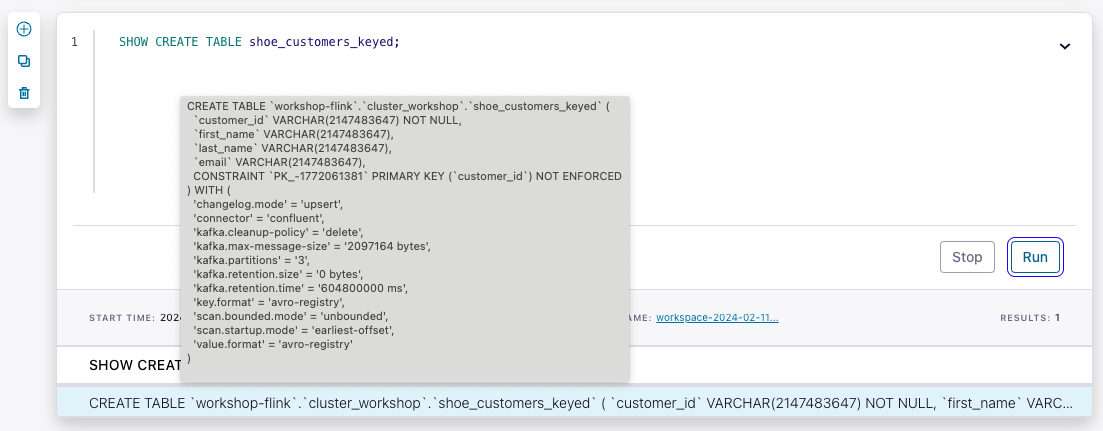 1 SHOW CREATE TABLE shoe_customers_keyed;
CREATE TABLE `workshop-flink`.`cluster_workshop`.`shoe_customers_keyed` (
`customer_id` VARCHAR(2147483647) NOT NULL,
`first_name` VARCHAR(2147483647),
`last_name` VARCHAR(2147483647),
`email` VARCHAR(2147483647),
CONSTRAINT `PK_-1772061381` PRIMARY KEY (`customer_id`) NOT ENFORCED
) WITH (
'changelog.mode' = 'upsert',
'connector' = 'confluent',
'kafka.cleanup-policy' = 'delete',
'kafka.max-message-size' = '2097164 bytes',
'kafka.partitions' = '3',
'kafka.retention.size' = '0 bytes',
'kafka.retention.time' = '604800000 ms',
'key.format' = 'avro-registry',
'scan.bounded.mode' = 'unbounded',
'scan.startup.mode' = 'earliest-offset',
'value.format' = 'avro-registry'
)
Stop Run
START TIME: 202 AME: workspace-2024-02-11... RESULTS: 1
SHOW CREAT
CREATE TABLE `workshop-flink`.`cluster_workshop`.`shoe_customers_keyed` ( `customer_id` VARCHAR(2147483647) NOT NULL, `first_name` VARC...